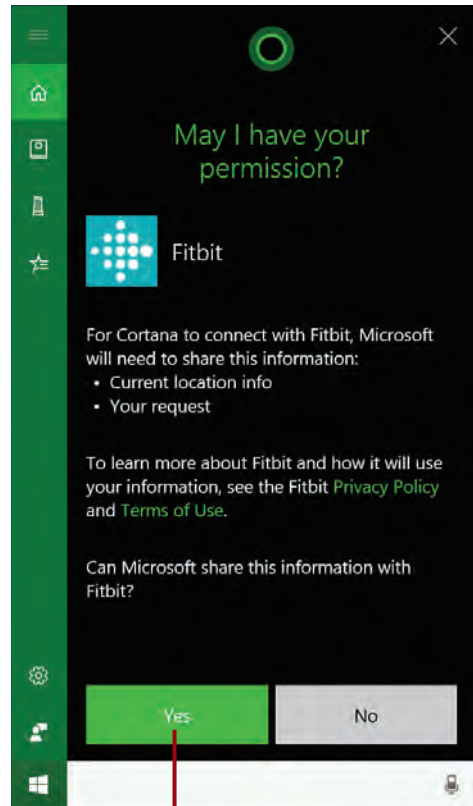 May I have your
permission?
Fitbit
For Cortana to connect with Fitbit, Microsoft
will need to share this information:
• Current location info
• Your request
To learn more about Fitbit and how it will use
your information, see the Fitbit Privacy Policy
and Terms of Use.
Can Microsoft share this information with
Fitbit?
Yes No